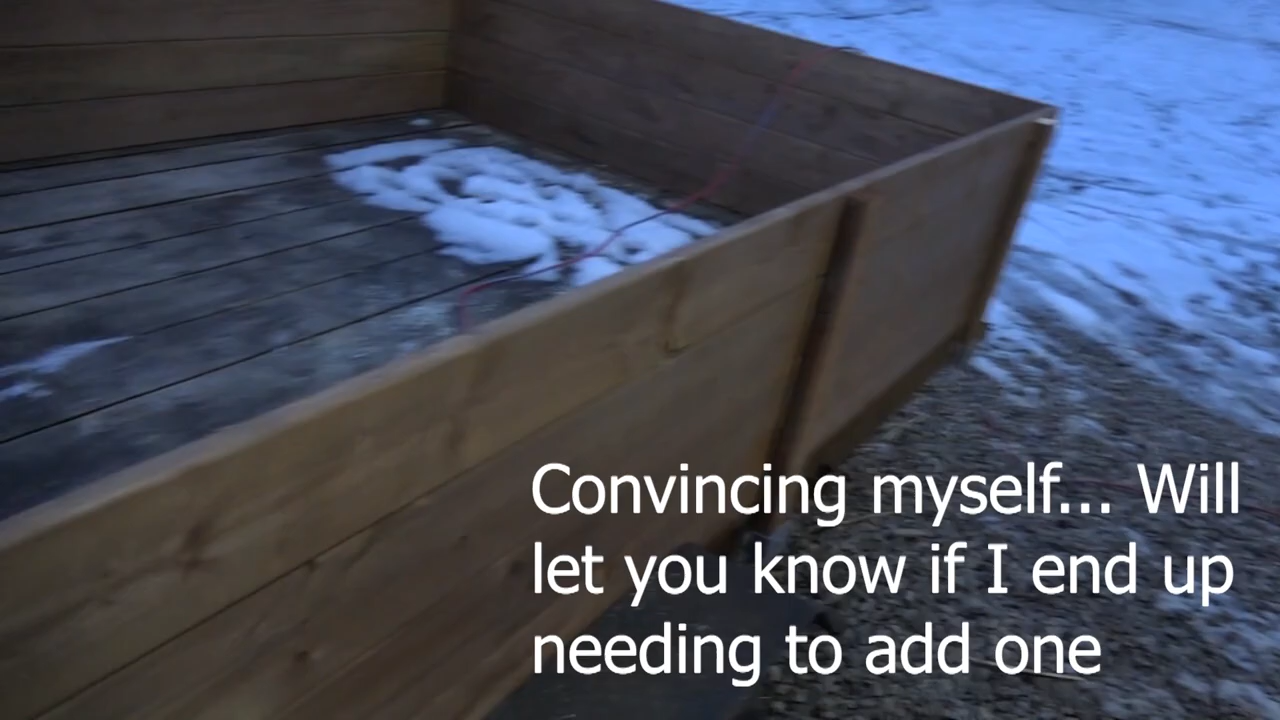 Convincing myself... Will
let you know if I end up
needing to add one